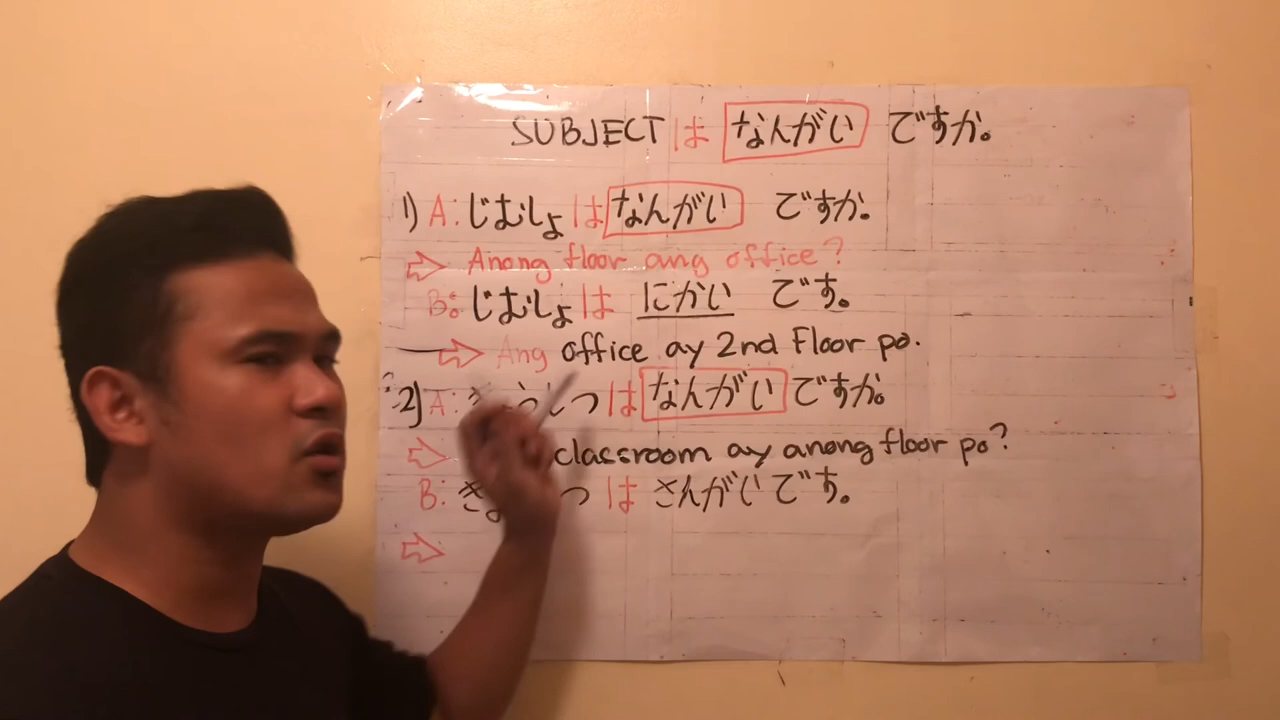 SUBJECT は なんがい ですか。
1) A: じむしょ は なんがい ですか。
Anong floor ang office?
B: じむしょ は にかい です。
Ang office ay 2nd Floor po.
2) A: つ は なんがい ですか。
classroom ay anong floor po?
B: つ は さんがい です。